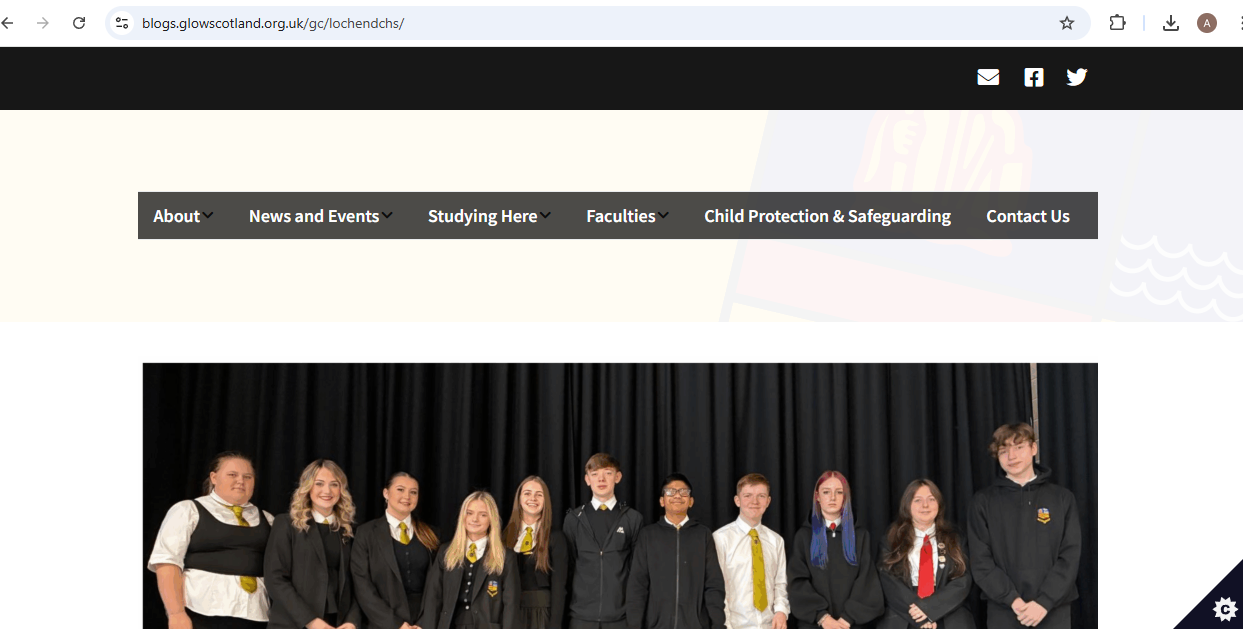 blogs.glowscotland.org.uk/gc/lochendchs/
A
About
News and Events
Studying Here
Faculties
Child Protection & Safeguarding
Contact Us